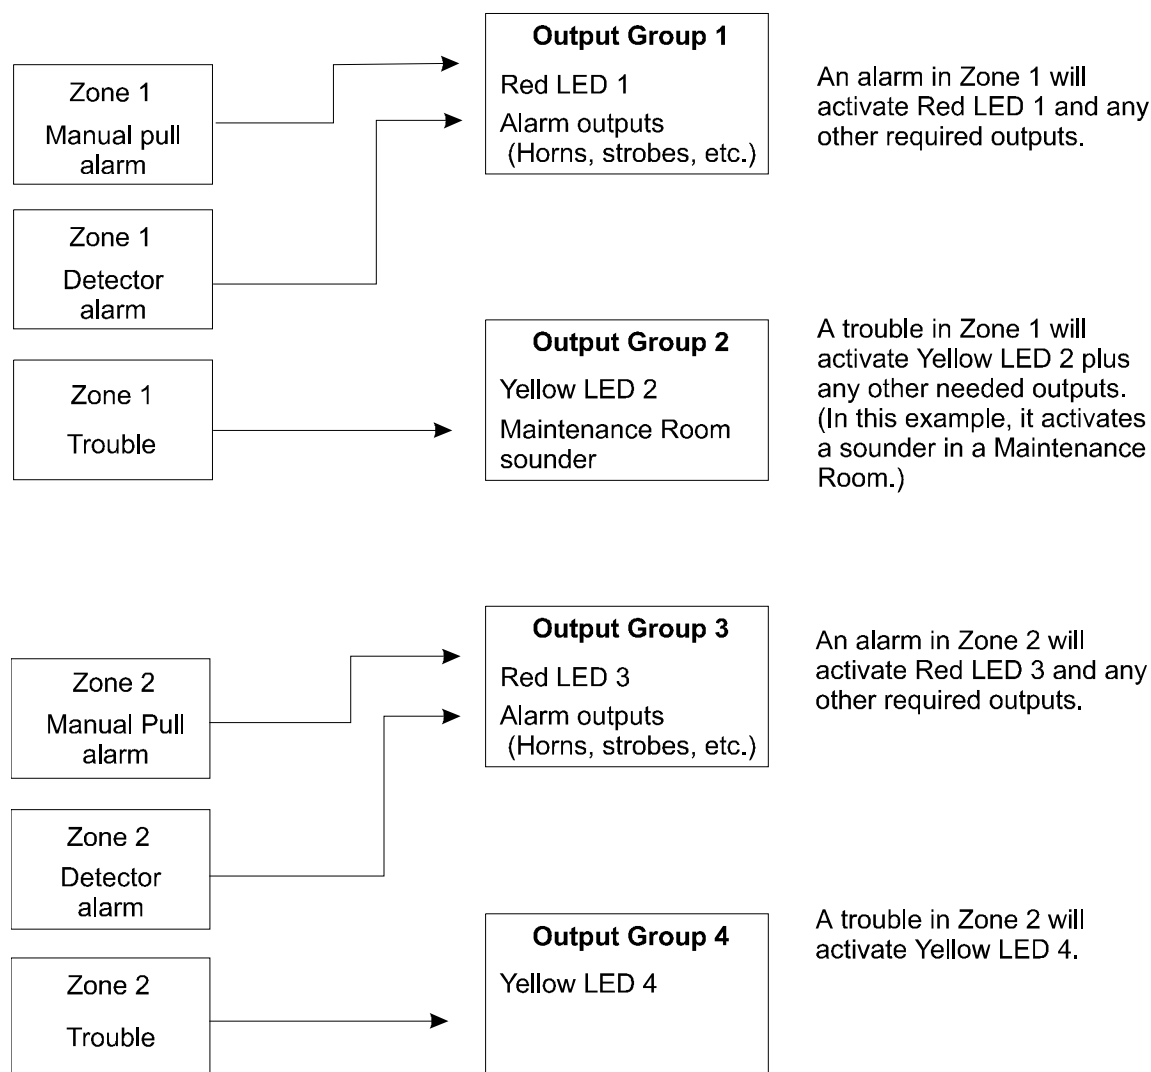 Zone 1
Manual pull
alarm
Output Group 1
Red LED 1
Alarm outputs
(Horns, strobes, etc.)
An alarm in Zone 1 will
activate Red LED 1 and any
other required outputs.
Zone 1
Detector
alarm
Zone 1
Trouble
Output Group 2
Yellow LED 2
Maintenance Room
sounder
A trouble in Zone 1 will
activate Yellow LED 2 plus
any other needed outputs.
(In this example, it activates
a sounder in a Maintenance
Room.)
Zone 2
Manual Pull
alarm
Output Group 3
Red LED 3
Alarm outputs
(Horns, strobes, etc.)
An alarm in Zone 2 will
activate Red LED 3 and any
other required outputs.
Zone 2
Detector
alarm
Zone 2
Trouble
Output Group 4
Yellow LED 4
A trouble in Zone 2 will
activate Yellow LED 4.